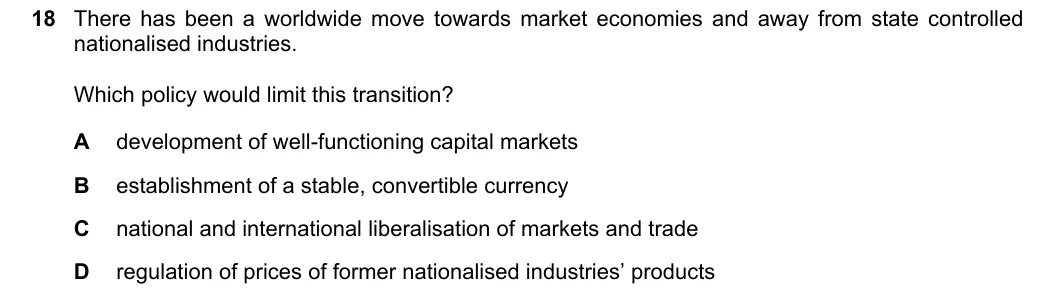 18 There has been a worldwide move towards market economies and away from state controlled
nationalised industries.
Which policy would limit this transition?
A development of well-functioning capital markets
B establishment of a stable, convertible currency
C national and international liberalisation of markets and trade
D regulation of prices of former nationalised industries’ products